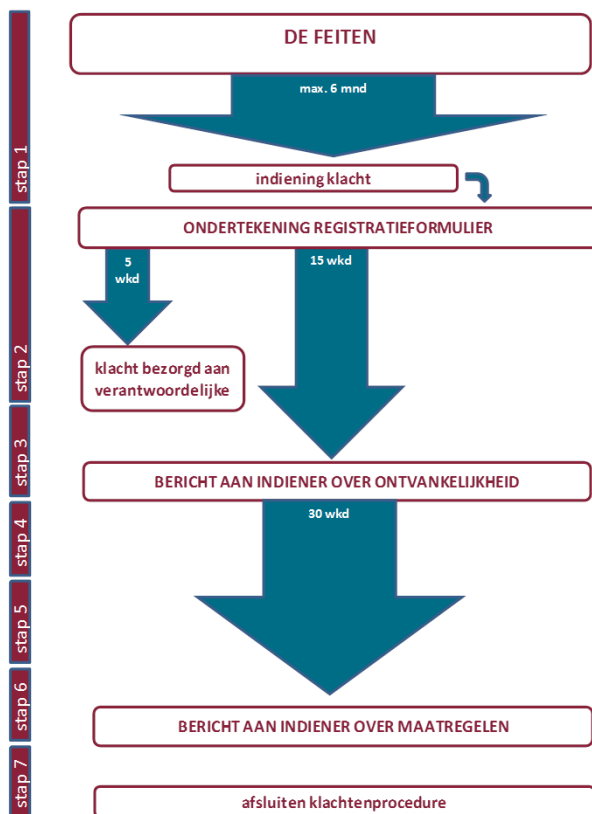 DE FEITEN
max. 6 mnd
stap 1
indiening klacht
ONDERTEKENING REGISTRATIEFORMULIER
5
wkd
15 wkd
stap 2
klacht bezorgd aan
verantwoordelijke
stap 3
BERICHT AAN INDIENER OVER ONTVANKELIJKHEID
30 wkd
stap 4
stap 5
stap 6
BERICHT AAN INDIENER OVER MAATREGELEN
stap 7
afsluiten klachtenprocedure